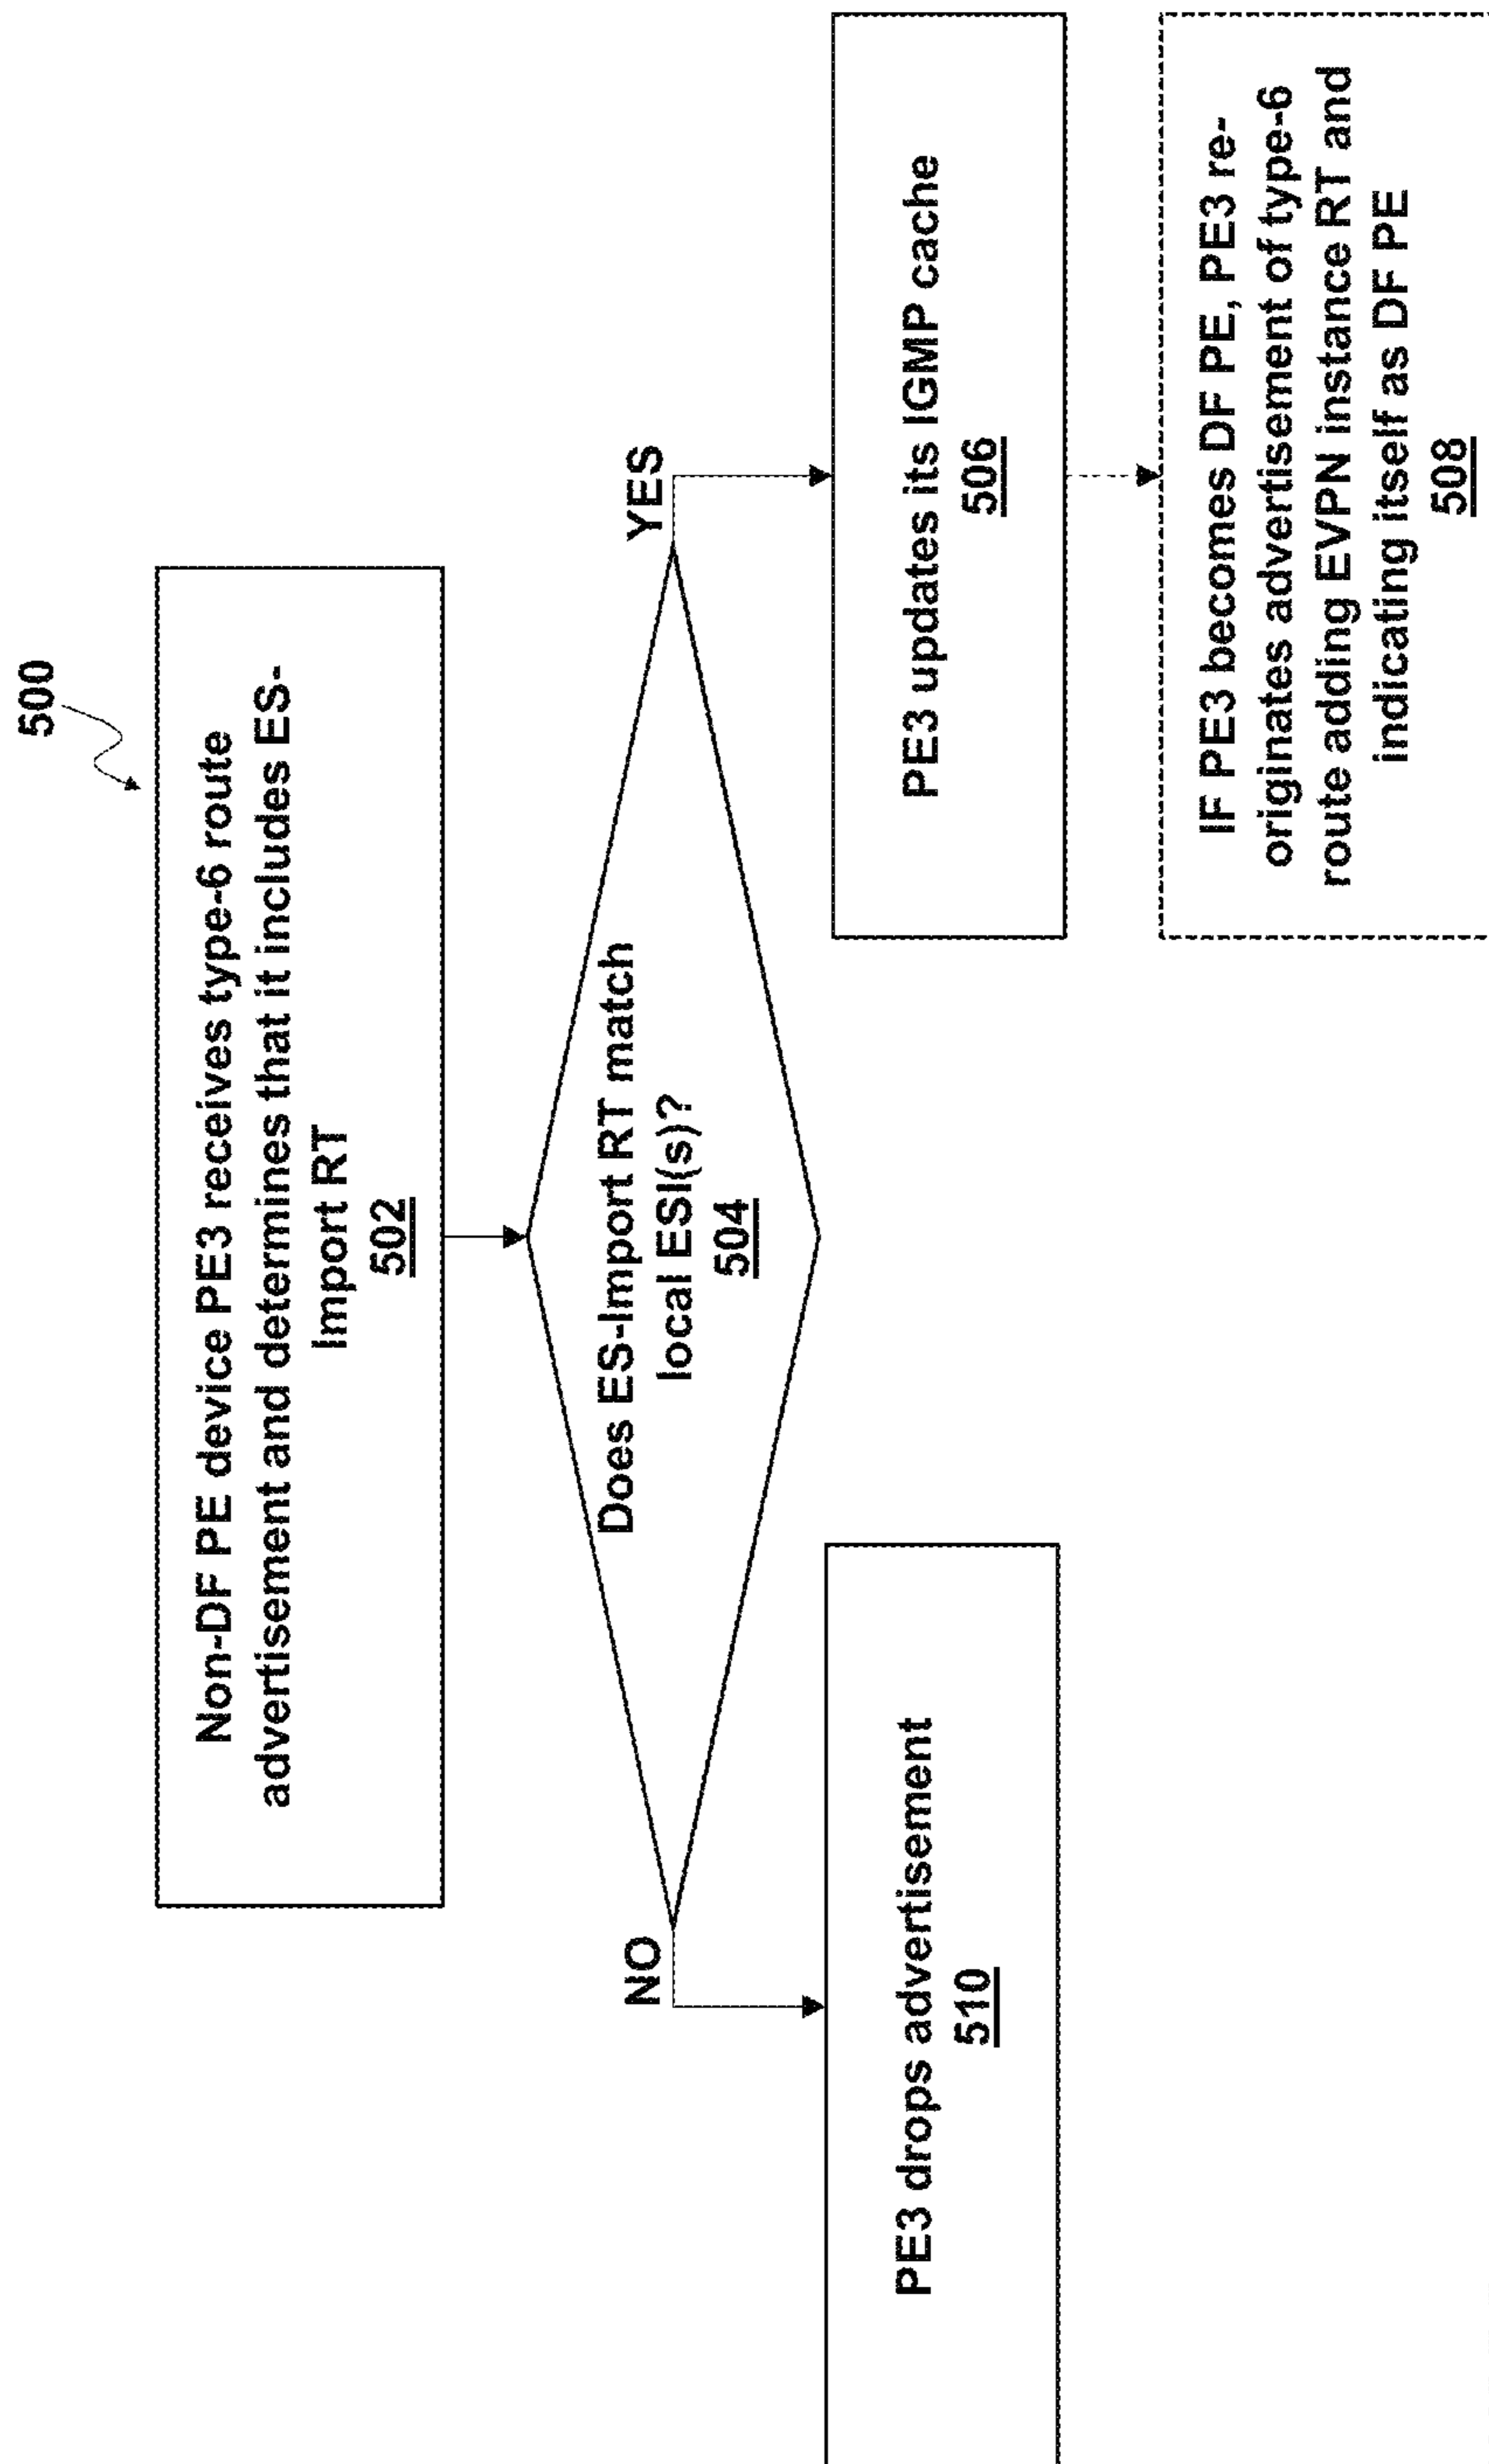 500
Non-DF PE device PE3 receives type-6 route
advertisement and determines that it includes ES-
Import RT
502
Does ES-Import RT match
local ESI(s)?
504
NO
YES
PE3 drops advertisement
510
PE3 updates its IGMP cache
506
IF PE3 becomes DF PE, PE3 re-
originates advertisement of type-6
route adding EVPN instance RT and
indicating itself as DF PE
508